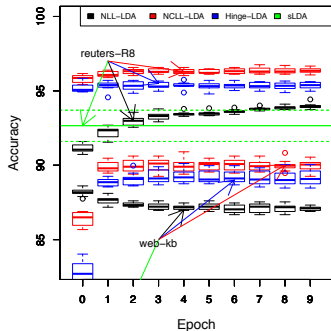 NLL-LDA NCLL-LDA Hinge-LDA sLDA
reuters-R8
web-kb
Accuracy
100
95
90
85
0 1 2 3 4 5 6 7 8 9
Epoch